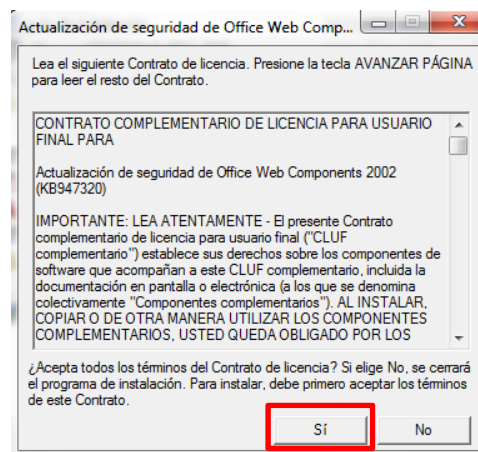 Actualización de seguridad de Office Web Comp...
Lea el siguiente Contrato de licencia. Presione la tecla AVANZAR PÁGINA
para leer el resto del Contrato.
CONTRATO COMPLEMENTARIO DE LICENCIA PARA USUARIO
FINAL PARA
Actualización de seguridad de Office Web Components 2002
(KB947320)
IMPORTANTE: LEA ATENTAMENTE - El presente Contrato
complementario de licencia para usuario final ("CLUF
complementario") establece sus derechos sobre los componentes de
software que acompañan a este CLUF complementario, incluida la
documentación en pantalla o electrónica (a los que se denomina
colectivamente "Componentes complementarios"). AL INSTALAR,
COPIAR O DE OTRA MANERA UTILIZAR LOS COMPONENTES
COMPLEMENTARIOS, USTED QUEDA OBLIGADO POR LOS
¿Acepta todos los términos del Contrato de licencia? Si elige No, se cerrará
el programa de instalación. Para instalar, debe primero aceptar los términos
de este Contrato.
Sí No